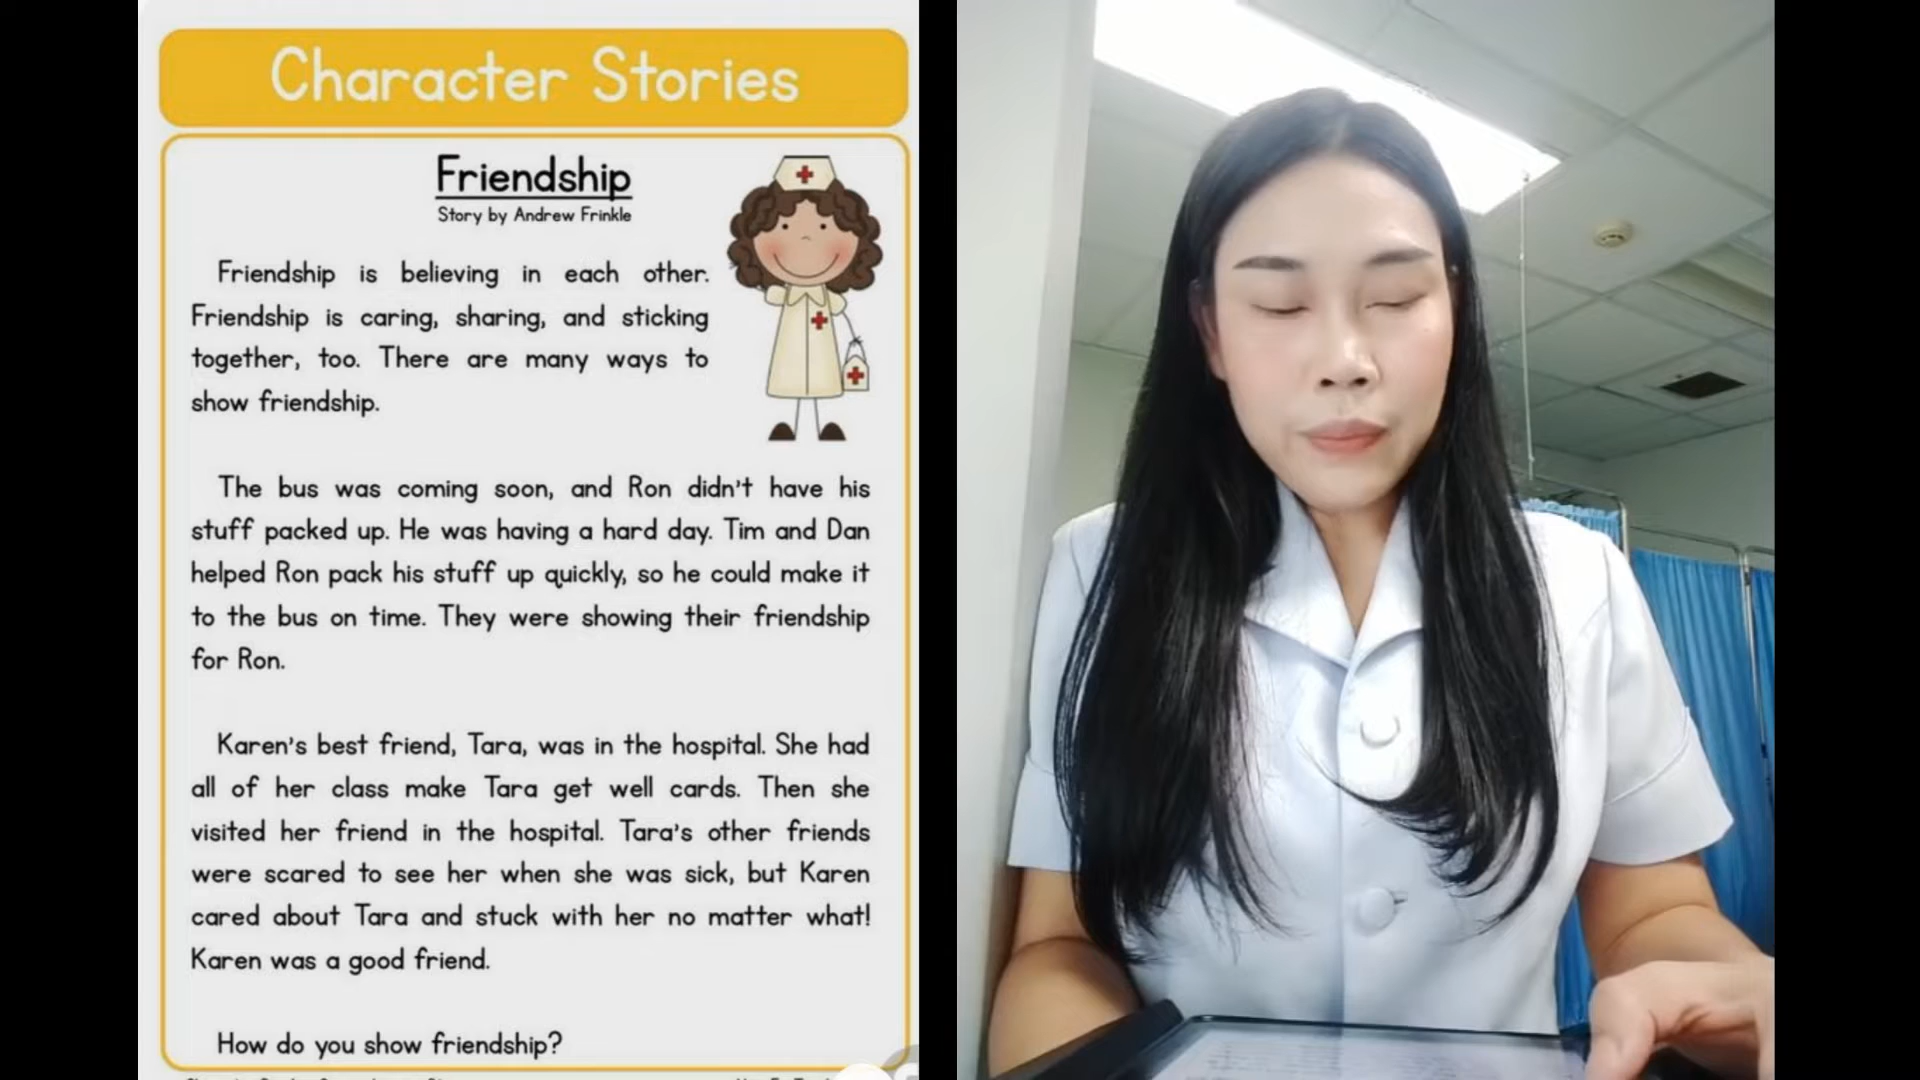 Character Stories
Friendship
Story by Andrew Frinkle
Friendship is believing in each other.
Friendship is caring, sharing, and sticking
together, too. There are many ways to
show friendship.
The bus was coming soon, and Ron didn't have his
stuff packed up. He was having a hard day. Tim and Dan
helped Ron pack his stuff up quickly, so he could make it
to the bus on time. They were showing their friendship
for Ron.
Karen's best friend, Tara, was in the hospital. She had
all of her class make Tara get well cards. Then she
visited her friend in the hospital. Tara's other friends
were scared to see her when she was sick, but Karen
cared about Tara and stuck with her no matter what!
Karen was a good friend.
How do you show friendship?